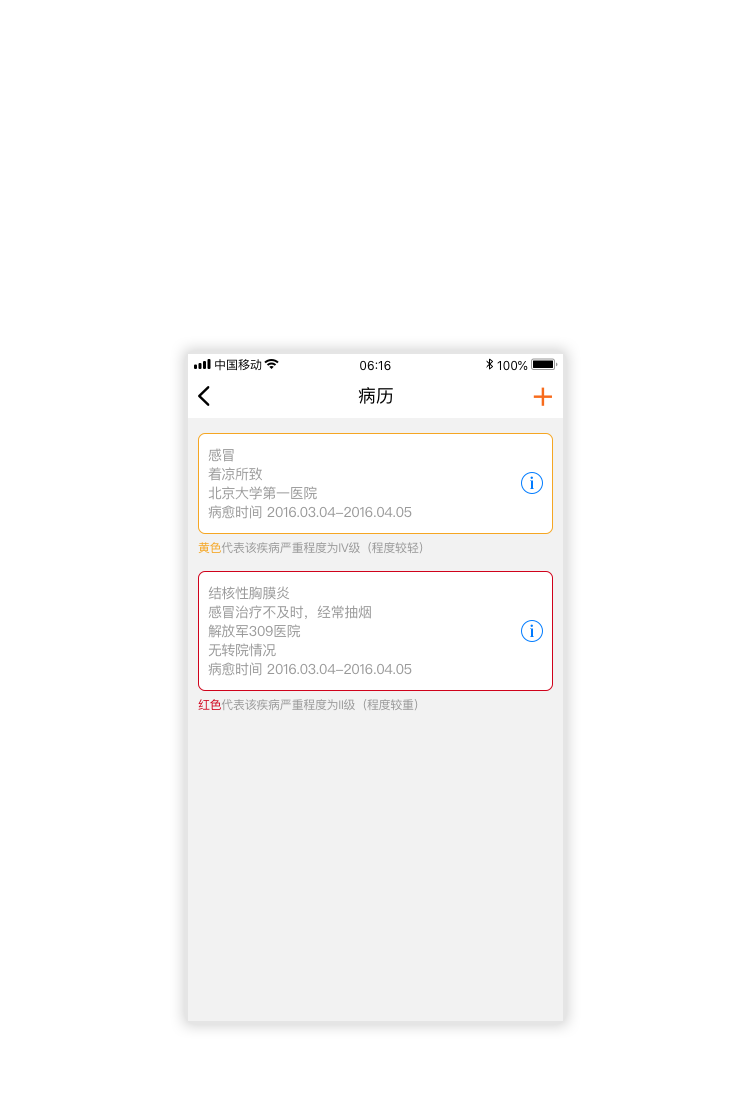 中国移动 06:16 100%
病历
感冒
着凉所致
北京大学第一医院
病愈时间 2016.03.04-2016.04.05
黄色代表该疾病严重程度为IV级（程度较轻）
结核性胸膜炎
感冒治疗不及时，经常抽烟
解放军309医院
无转院情况
病愈时间 2016.03.04-2016.04.05
红色代表该疾病严重程度为II级（程度较重）